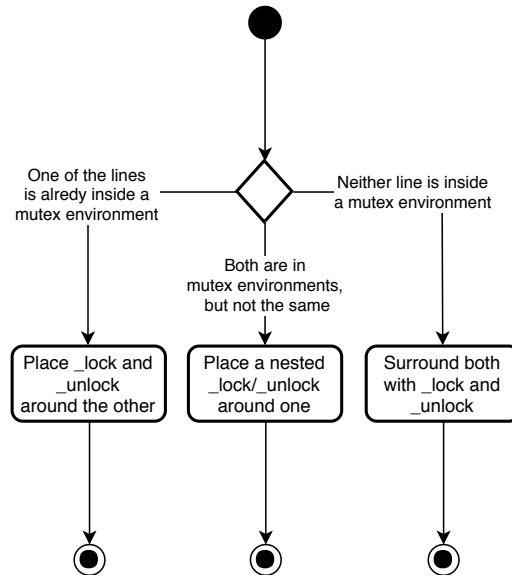 One of the lines
is alredy inside a
mutex environment
Neither line is inside
a mutex environment
Both are in
mutex environments,
but not the same
Place _lock and
_unlock
around the other
Place a nested
_lock/_unlock
around one
Surround both
with _lock and
_unlock